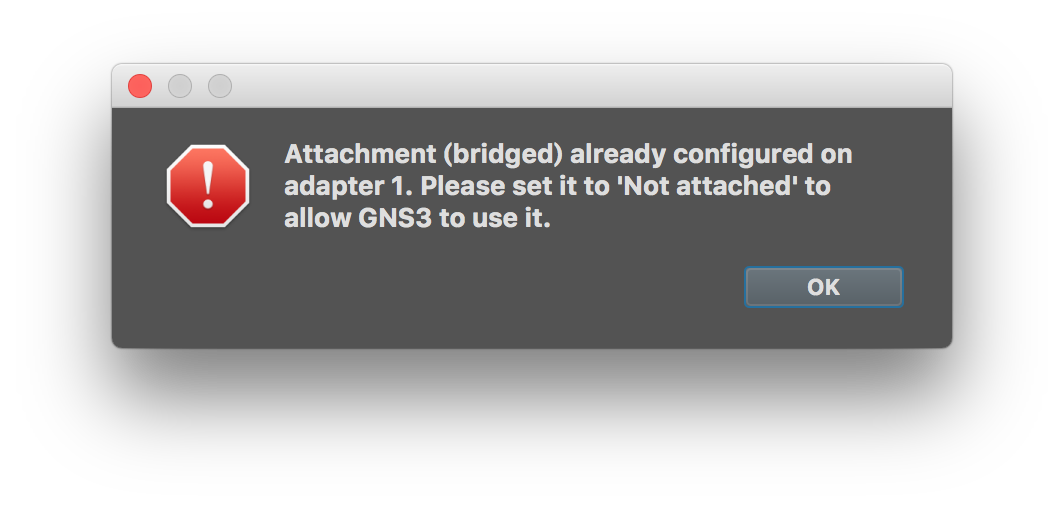 Attachment (bridged) already configured on
adapter 1. Please set it to 'Not attached' to
allow GNS3 to use it.
OK